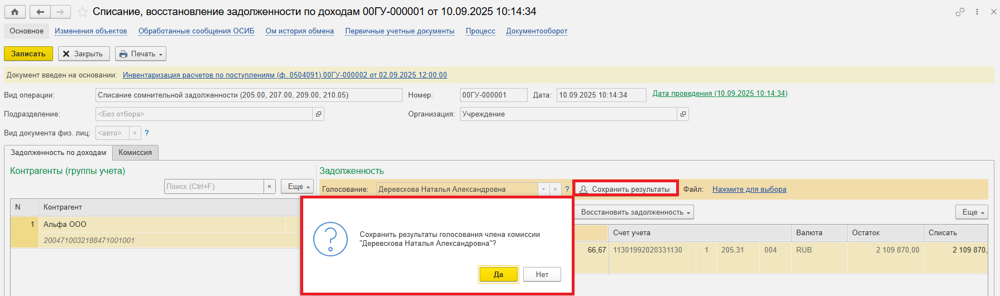 Списание, восстановление задолженности по доходам 00ГУ-000001 от 10.09.2025 10:14:34
Основное Изменения объектов Обработанные сообщения ОСИБ Ом история обмена Первичные учетные документы Процесс Документооборот
Записать Закрыть Печать
Документ введен на основании: Инвентаризация расчетов по поступлениям (ф. 0504091) 00ГУ-000002 от 02.09.2025 12:00:00
Вид операции: Списание сомнительной задолженности (205.00, 207.00, 209.00, 210.05) Номер: 00ГУ-000001 Дата: 10.09.2025 10:14:34 Дата проведения (10.09.2025 10:14:34)
Подразделение: <Без отбора> Организация: Учреждение
Вид документа физ. лиц: <авто> × ?
Задолженность по доходам Комиссия
Контрагенты (группы учета) Задолженность
Поиск (Ctrl+F) × Еще Голосование: Деревскова Наталья Александровна × ? Сохранить результаты Файл: Нажмите для выбора
Восстановить задолженность Еще
N Контрагент
Счет учета Валюта Остаток Списать
1 Альфа ООО
2004710032188471001001
66,67 11301992020331130 1 205.31 004 RUB 2 109 870,00 2 109 870,
Сохранить результаты голосования члена комиссии
"Деревскова Наталья Александровна"?
Да Нет